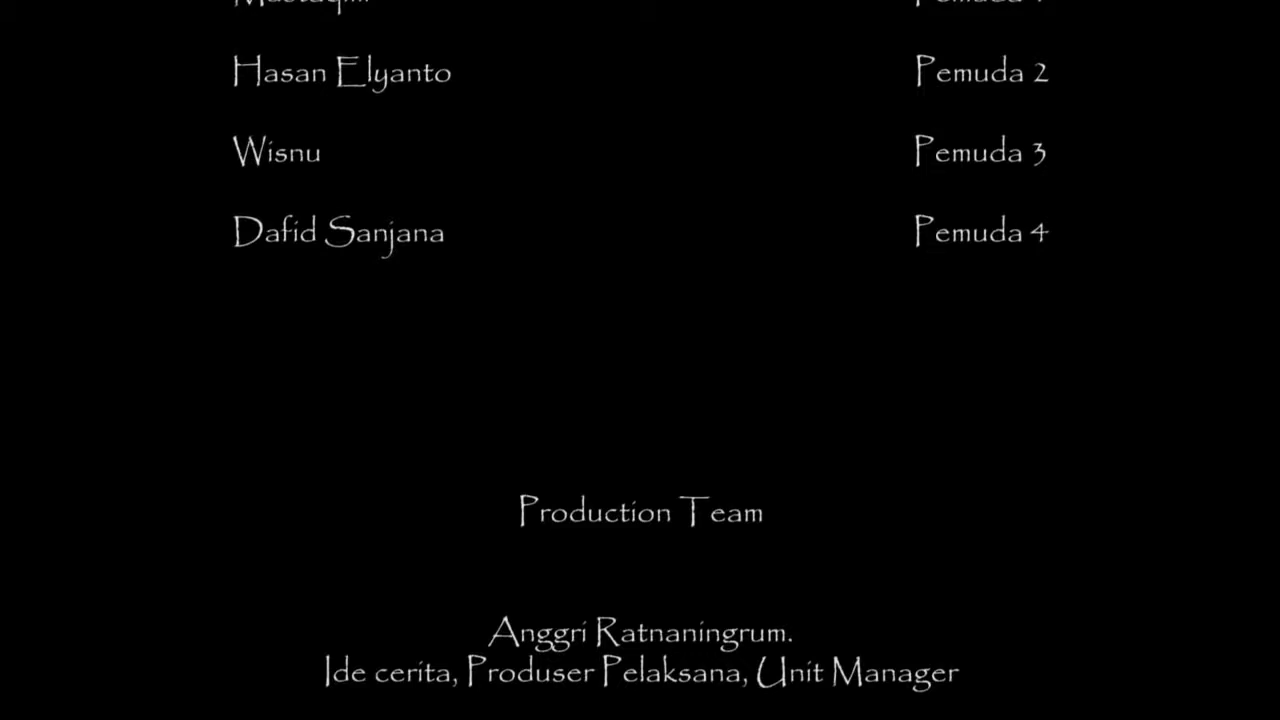 Hasan Elyanto Pemuda 2
Wisnu Pemuda 3
Dafid Sanjana Pemuda 4
Production Team
Anggri Ratnaningrum.
Ide cerita, Produser Pelaksana, Unit Manager